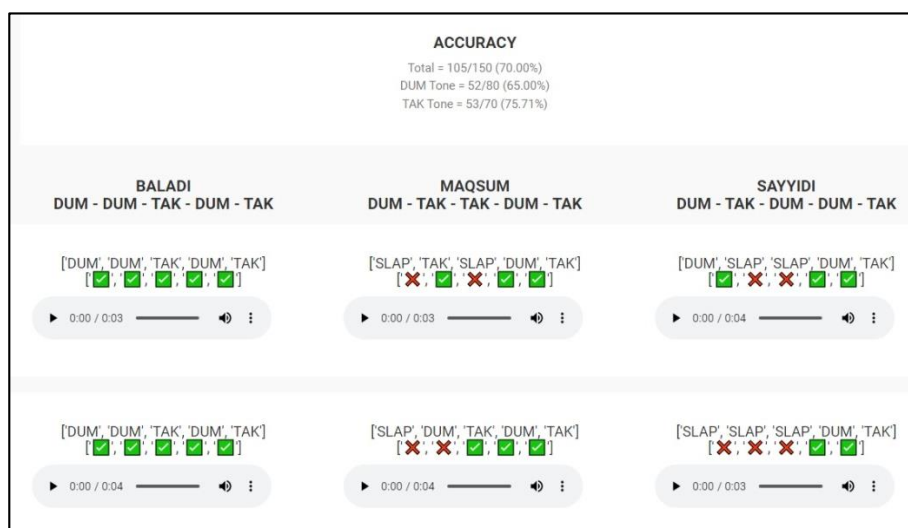 ACCURACY
Total = 105/150 (70.00%)
DUM Tone = 52/80 (65.00%)
TAK Tone = 53/70 (75.71%)
BALADI
DUM - DUM - TAK - DUM - TAK
MAQSUM
DUM - TAK - TAK - DUM - TAK
SAYYIDI
DUM - TAK - DUM - DUM - TAK
['DUM', 'DUM', 'TAK', 'DUM', 'TAK']
['✅', '✅', '✅', '✅', '✅']
0:00 / 0:03
['SLAP', 'TAK', 'SLAP', 'DUM', 'TAK']
['❌', '✅', '❌', '✅', '✅']
0:00 / 0:03
['DUM', 'SLAP', 'SLAP', 'DUM', 'TAK']
['✅', '❌', '❌', '✅', '✅']
0:00 / 0:04
['DUM', 'DUM', 'TAK', 'DUM', 'TAK']
['✅', '✅', '✅', '✅', '✅']
0:00 / 0:04
['SLAP', 'DUM', 'TAK', 'DUM', 'TAK']
['❌', '❌', '✅', '✅', '✅']
0:00 / 0:04
['SLAP', 'SLAP', 'SLAP', 'DUM', 'TAK']
['❌', '❌', '❌', '✅', '✅']
0:00 / 0:03